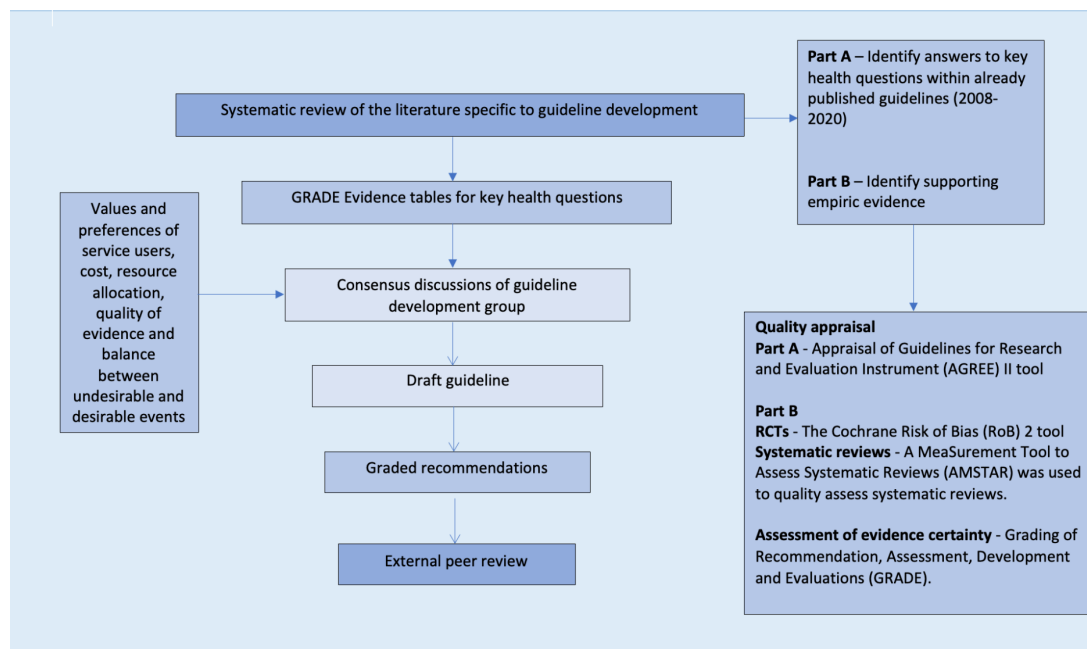 Systematic review of the literature specific to guideline development
Part A – Identify answers to key
health questions within already
published guidelines (2008-
2020)
Part B – Identify supporting
empiric evidence
GRADE Evidence tables for key health questions
Values and
preferences of
service users,
cost, resource
allocation,
quality of
evidence and
balance
between
undesirable and
desirable events
Consensus discussions of guideline
development group
Draft guideline
Graded recommendations
External peer review
Quality appraisal
Part A - Appraisal of Guidelines for Research
and Evaluation Instrument (AGREE) II tool
Part B
RCTs - The Cochrane Risk of Bias (RoB) 2 tool
Systematic reviews - A MeaSurement Tool to
Assess Systematic Reviews (AMSTAR) was used
to quality assess systematic reviews.
Assessment of evidence certainty - Grading of
Recommendation, Assessment, Development
and Evaluations (GRADE).